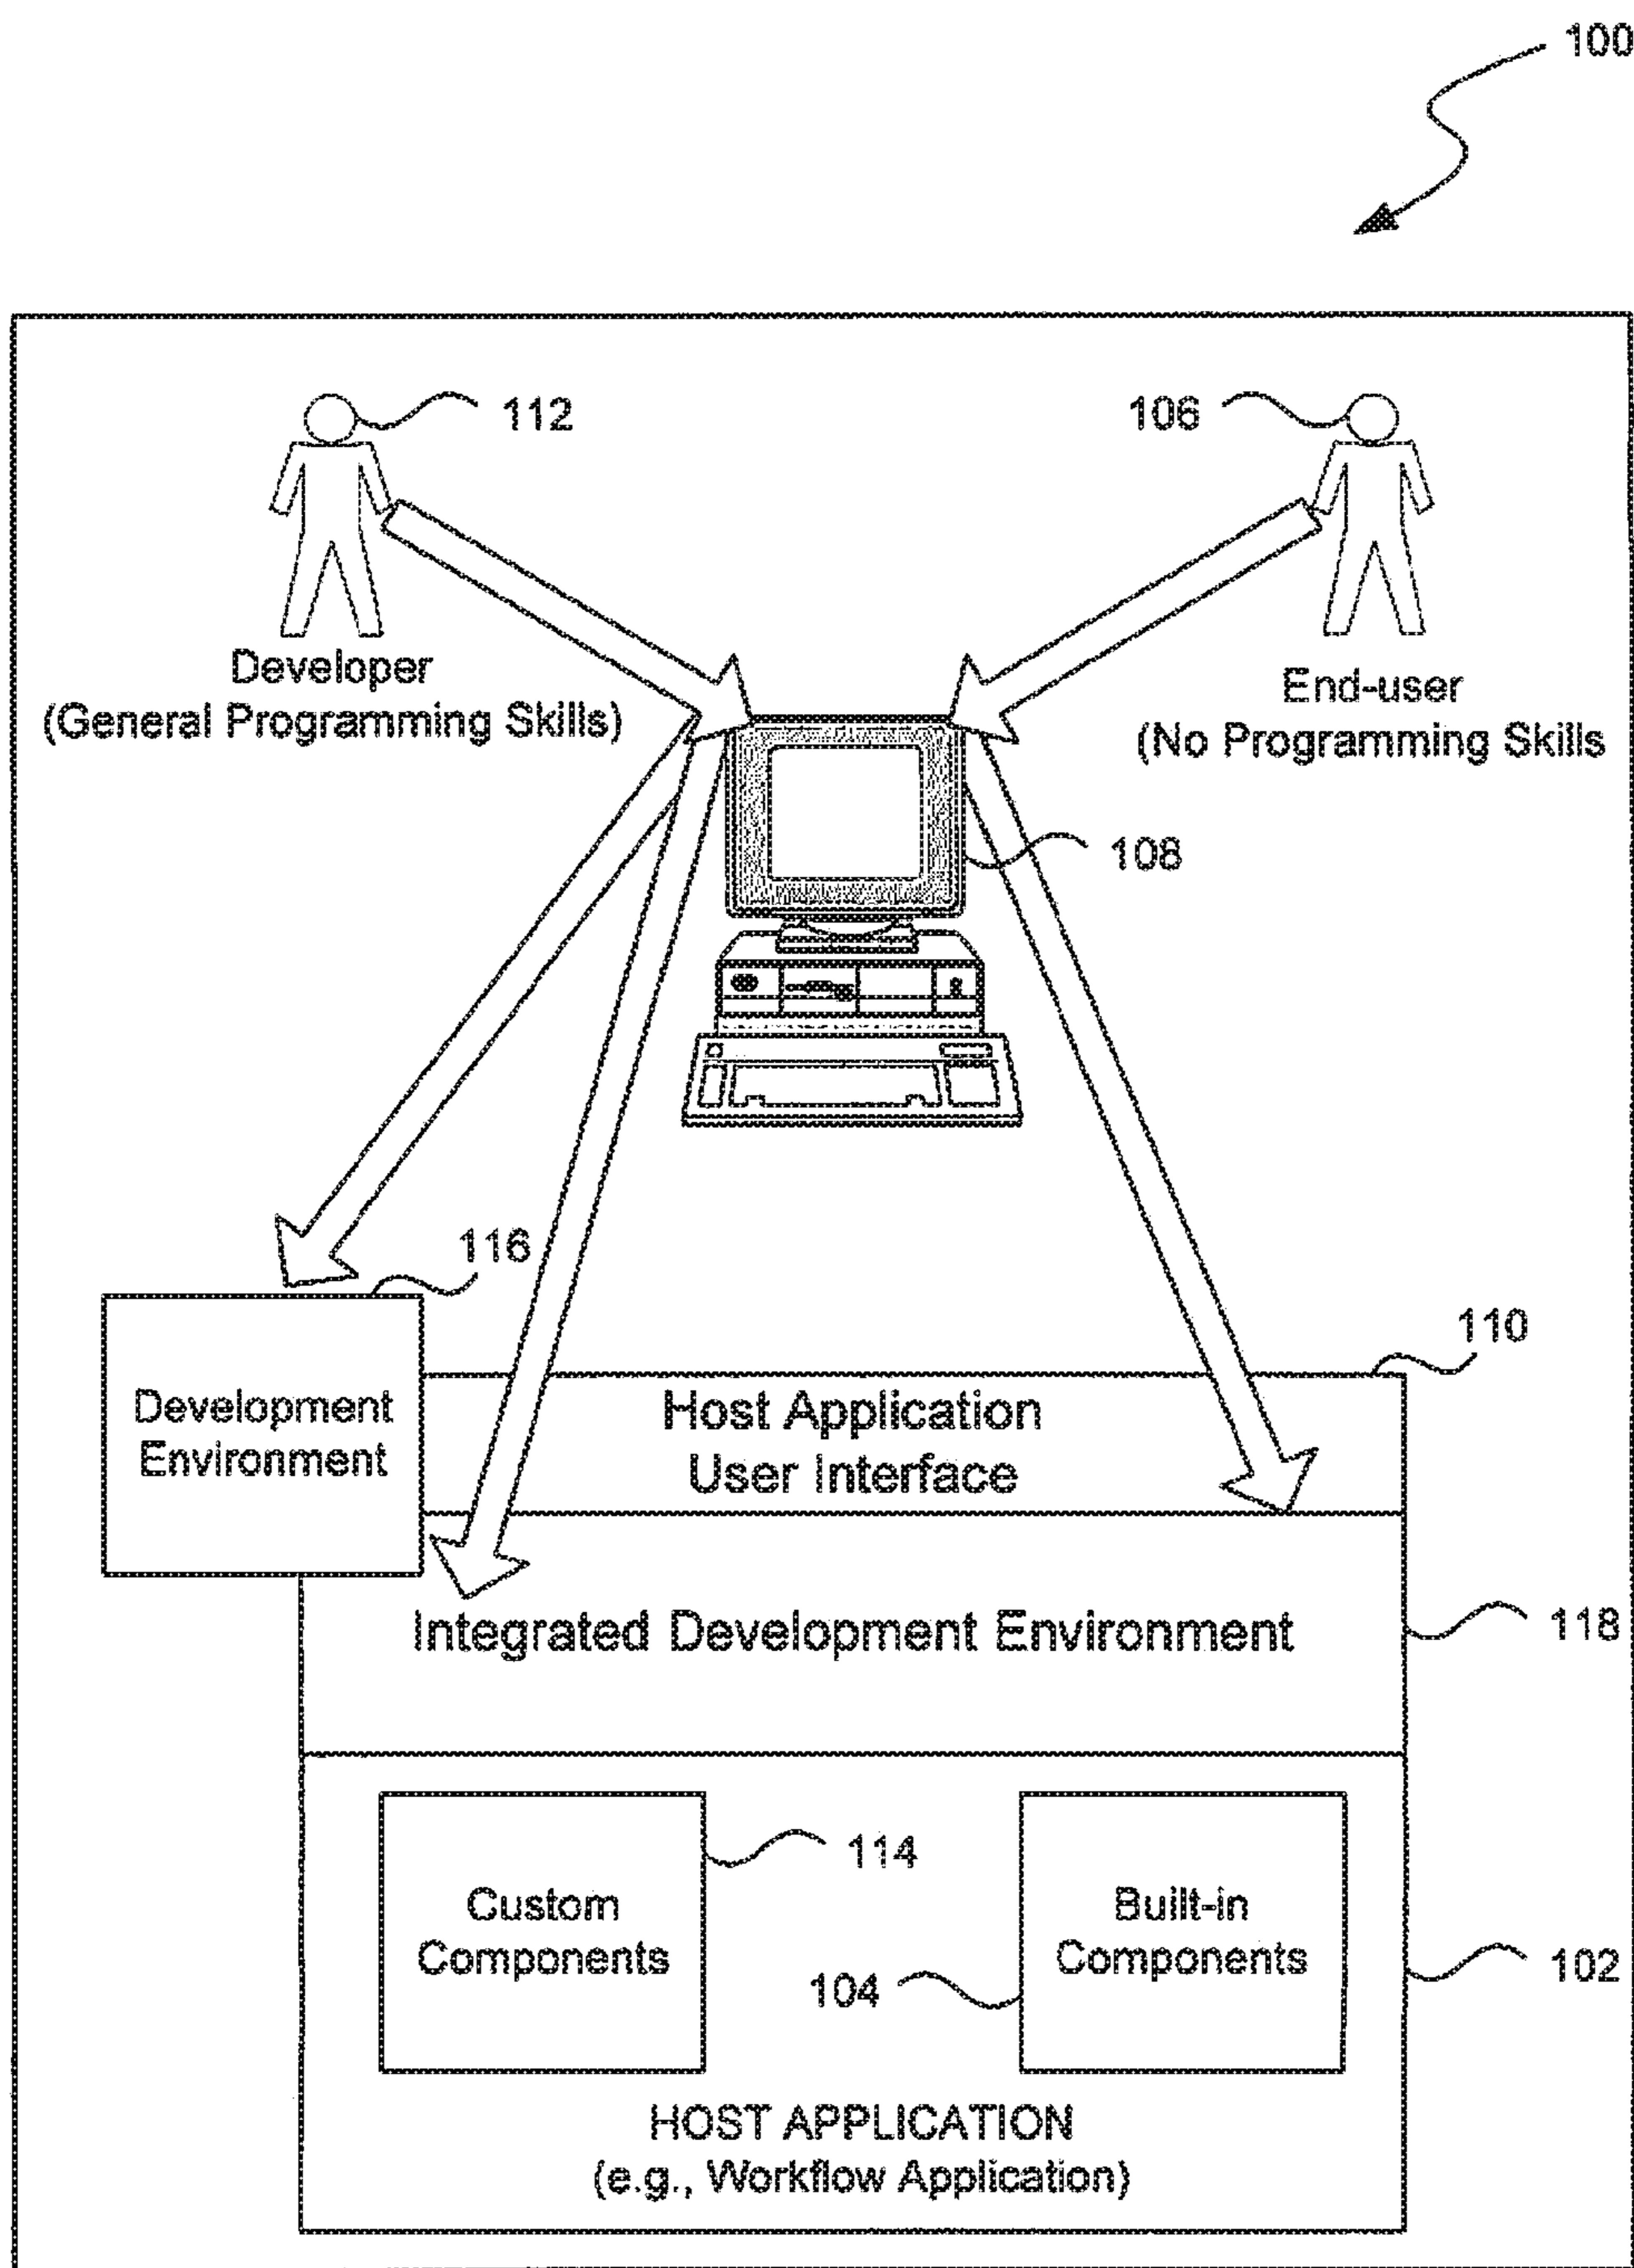 100
112
106
Developer
(General Programming Skills)
End-user
(No Programming Skills
108
116
110
Development
Environment
Host Application
User Interface
Integrated Development Environment
118
114
Custom
Components
Built-in
Components
104
102
HOST APPLICATION
(e.g., Workflow Application)